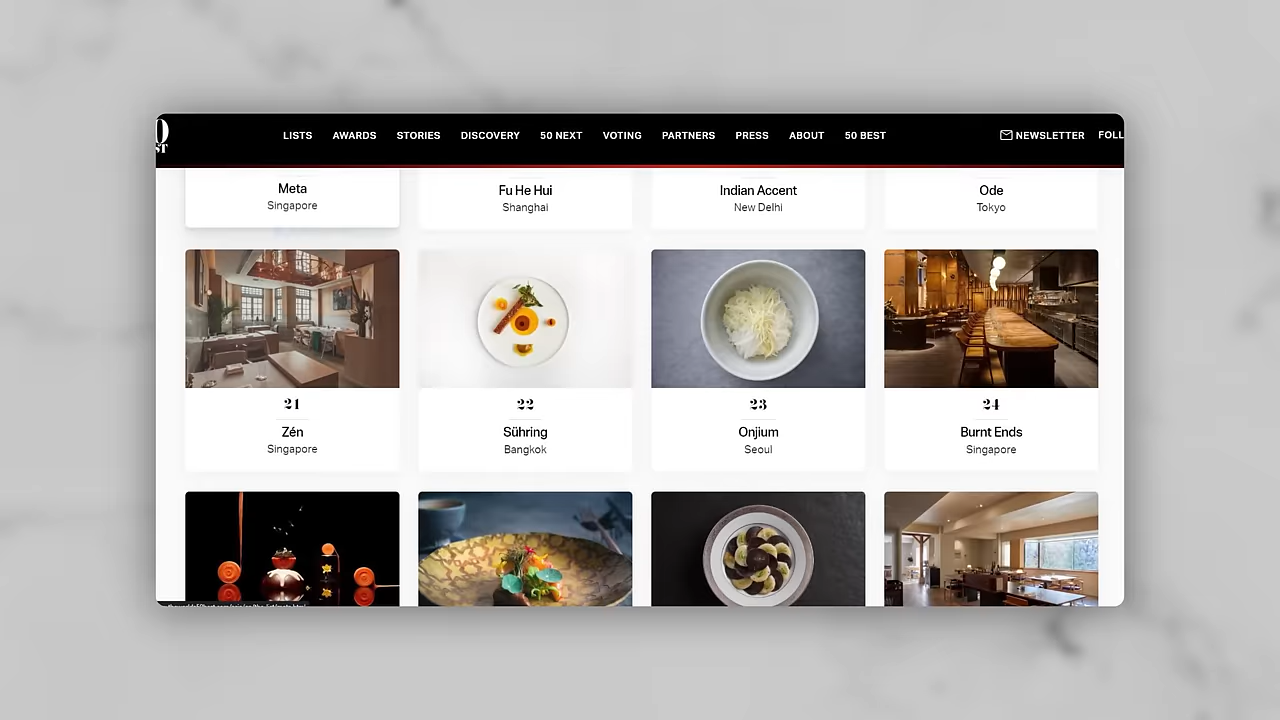 LISTS AWARDS STORIES DISCOVERY 50 NEXT VOTING PARTNERS PRESS ABOUT 50 BEST NEWSLETTER FOLL
Meta
Singapore
Fu He Hui
Shanghai
Indian Accent
New Delhi
Ode
Tokyo
21
Zén
Singapore
22
Sühring
Bangkok
23
Onjium
Seoul
24
Burnt Ends
Singapore